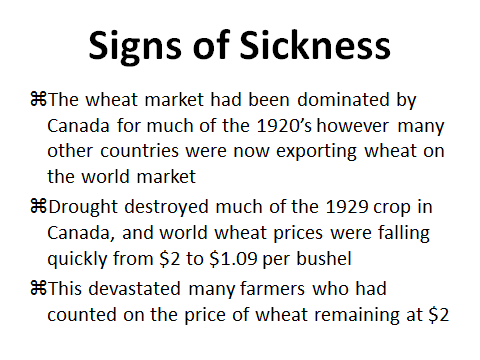 Signs of Sickness
⌘The wheat market had been dominated by
Canada for much of the 1920’s however many
other countries were now exporting wheat on
the world market
⌘Drought destroyed much of the 1929 crop in
Canada, and world wheat prices were falling
quickly from $2 to $1.09 per bushel
⌘This devastated many farmers who had
counted on the price of wheat remaining at $2